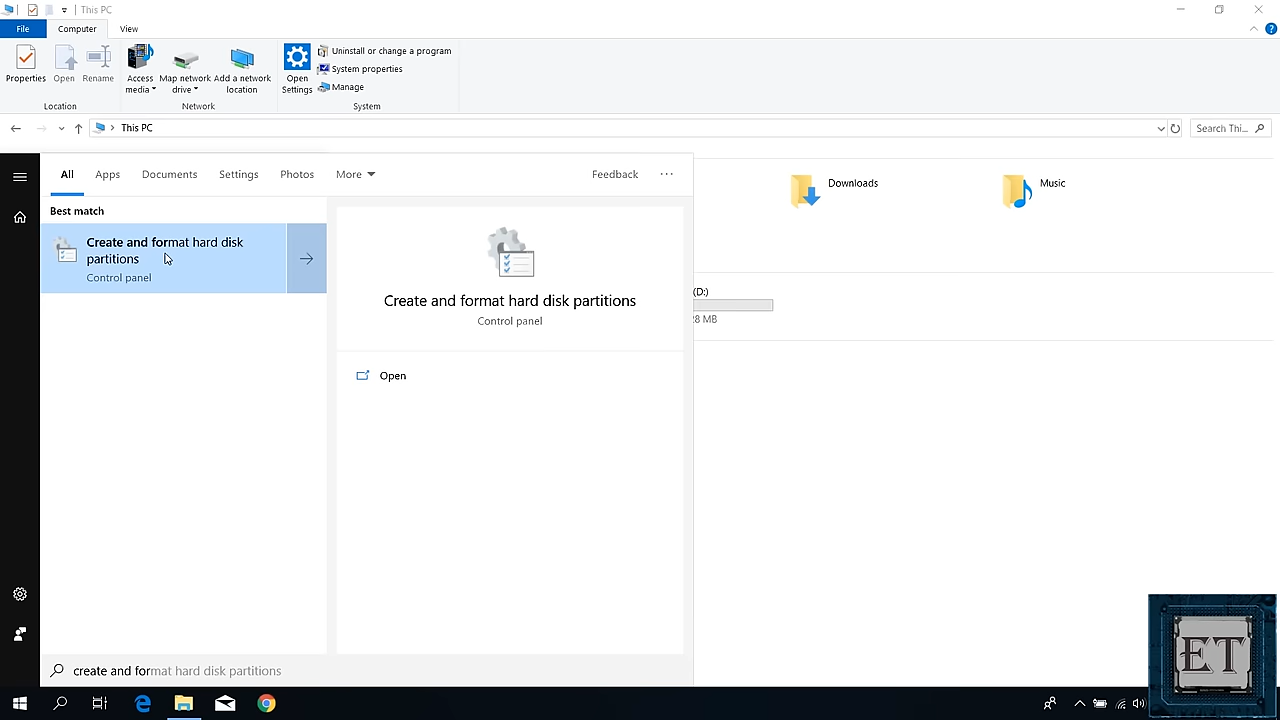 This PC
File
Computer
View
Properties
Open
Rename
Access media
Map network drive
Add a network location
Open Settings
Uninstall or change a program
System properties
Manage
Location
Network
System
This PC
Search Thi...
All
Apps
Documents
Settings
Photos
More
Feedback
Best match
Create and format hard disk
partitions
Control panel
Create and format hard disk partitions
Control panel
Open
Downloads
Music
(D:)
28 MB
create and format hard disk partitions
ET